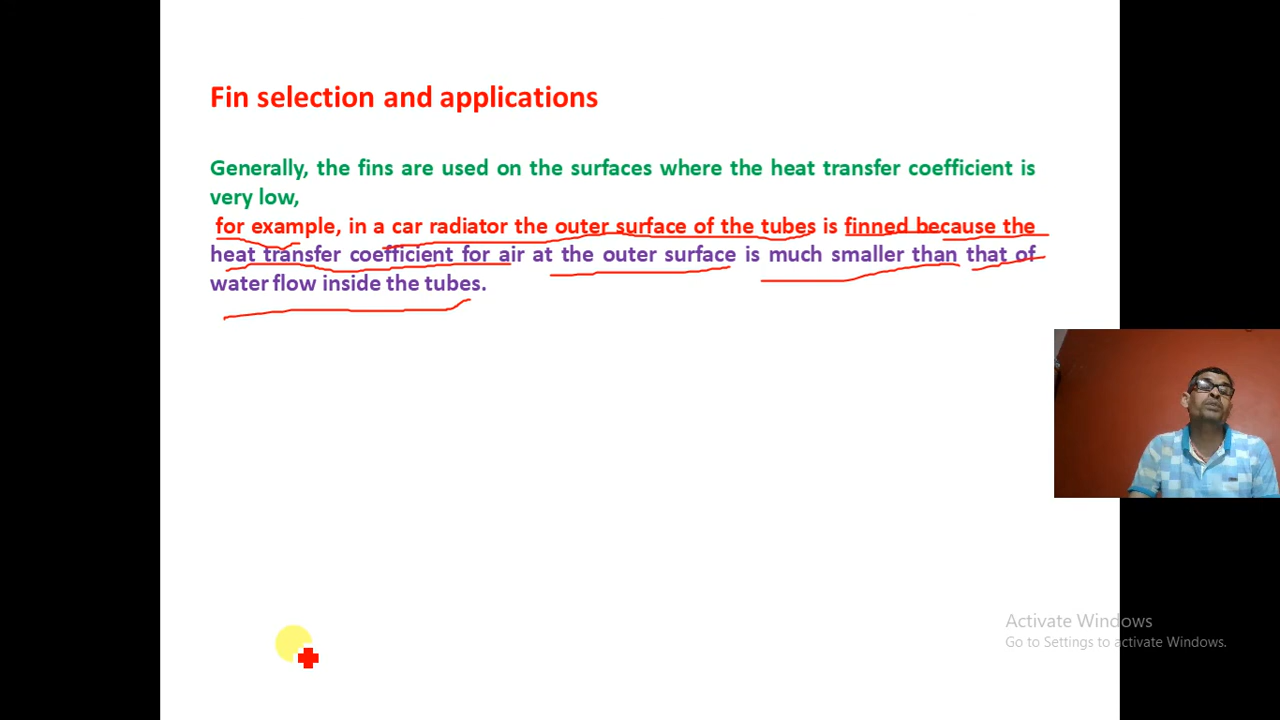 Fin selection and applications
Generally, the fins are used on the surfaces where the heat transfer coefficient is
very low,
for example, in a car radiator the outer surface of the tubes is finned because the
heat transfer coefficient for air at the outer surface is much smaller than that of
water flow inside the tubes.
Activate Windows
Go to Settings to activate Windows.